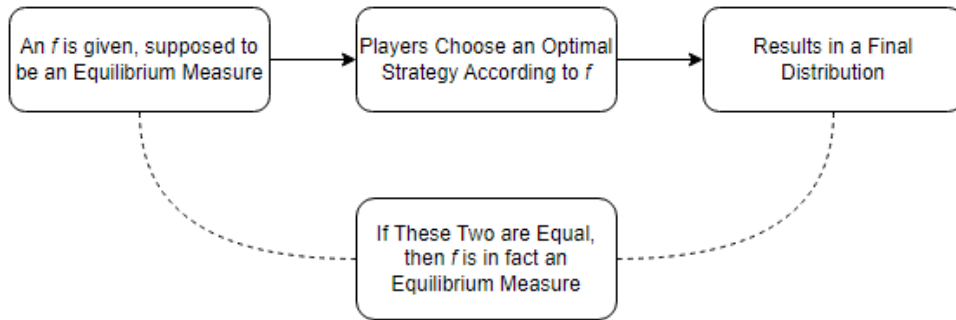 An f is given, supposed to
be an Equilibrium Measure
Players Choose an Optimal
Strategy According to f
Results in a Final
Distribution
If These Two are Equal,
then f is in fact an
Equilibrium Measure